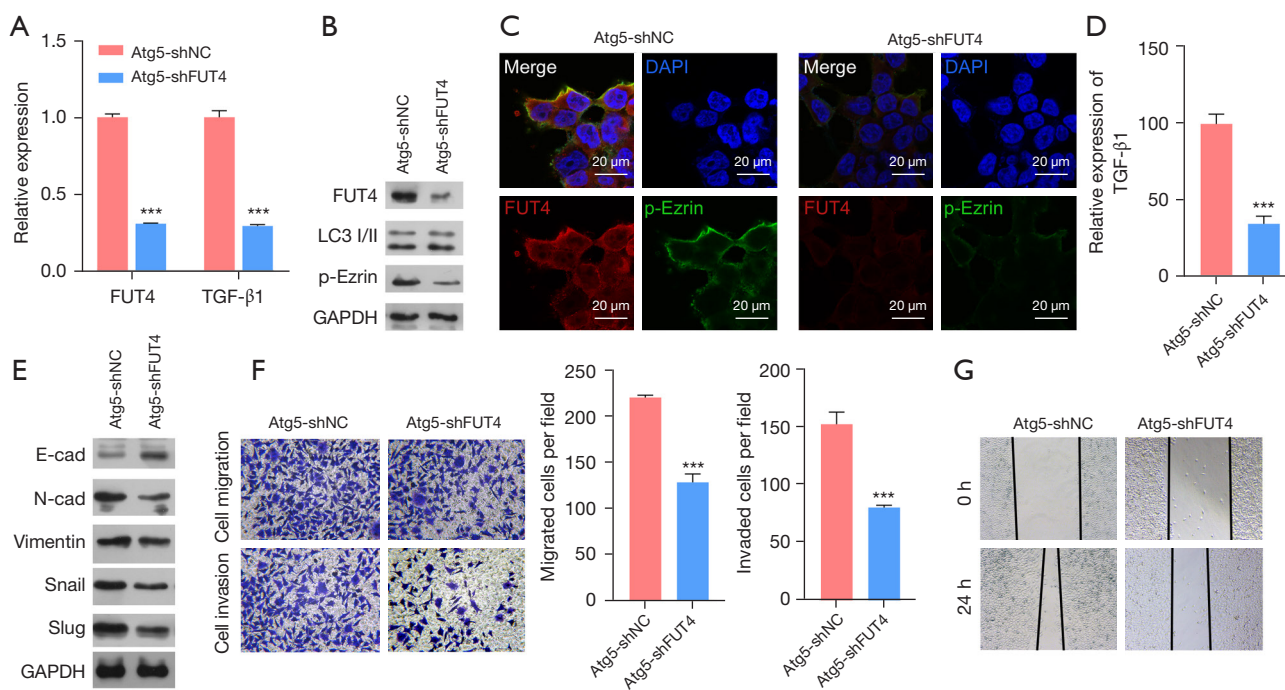 A
Atg5-shNC
Atg5-shFUT4
Relative expression
1.5
1.0
0.5
0.0
***
***
FUT4
TGF-β1
B
Atg5-shNC
Atg5-shFUT4
FUT4
LC3 I/II
p-Ezrin
GAPDH
C
Atg5-shNC
Atg5-shFUT4
Merge
DAPI
Merge
DAPI
20 μm
20 μm
20 μm
20 μm
FUT4
p-Ezrin
FUT4
p-Ezrin
20 μm
20 μm
20 μm
20 μm
D
Relative expression of
TGF-β1
150
100
50
0
***
Atg5-shNC
Atg5-shFUT4
E
Atg5-shNC
Atg5-shFUT4
E-cad
N-cad
Vimentin
Snail
Slug
GAPDH
F
Atg5-shNC
Atg5-shFUT4
Cell migration
Cell invasion
Migrated cells per field
250
200
150
100
50
0
***
Atg5-shNC
Atg5-shFUT4
Invaded cells per field
200
150
100
50
0
***
Atg5-shNC
Atg5-shFUT4
G
Atg5-shNC
Atg5-shFUT4
0 h
24 h